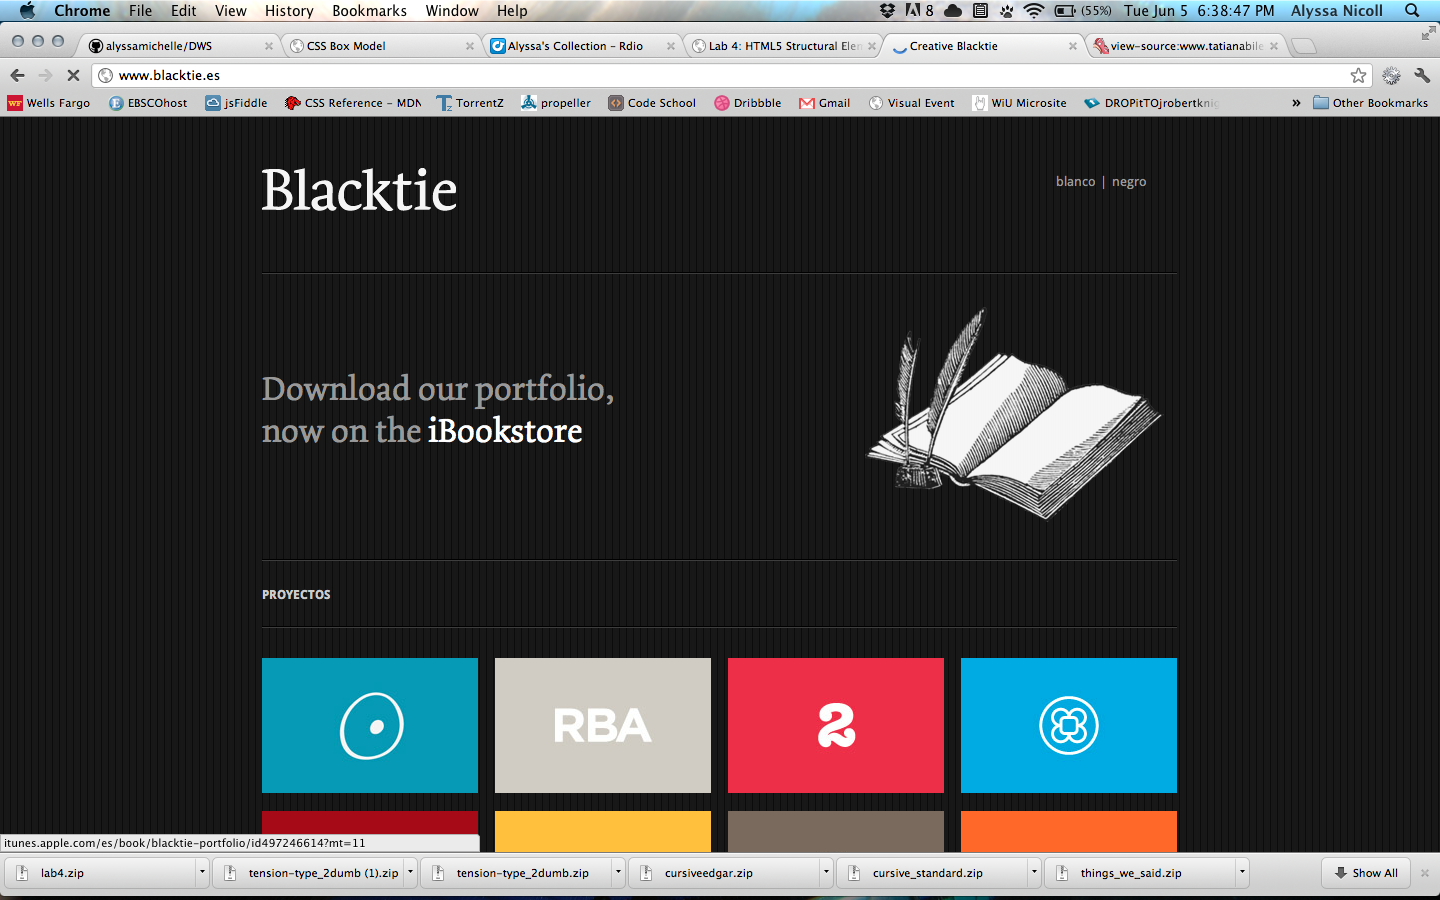 Chrome File Edit View History Bookmarks Window Help 8 (55%) Tue Jun 5 6:38:47 PM Alyssa Nicoll
alyssamichelle/DWS CSS Box Model Alyssa's Collection – Rdio Lab 4: HTML5 Structural Elem Creative Blacktie view-source:www.tatianabile
www.blacktie.es
WF Wells Fargo EBSCOhost jsFiddle CSS Reference – MDN TorrentZ propeller Code School Dribbble Gmail Visual Event WiU Microsite DROPitTOjrobertknig » Other Bookmarks
Blacktie
blanco | negro
Download our portfolio,
now on the iBookstore
PROYECTOS
RBA 2
itunes.apple.com/es/book/blacktie-portfolio/id497246614?mt=11
lab4.zip tension-type_2dumb (1).zip tension-type_2dumb.zip cursiveedgar.zip cursive_standard.zip things_we_said.zip Show All